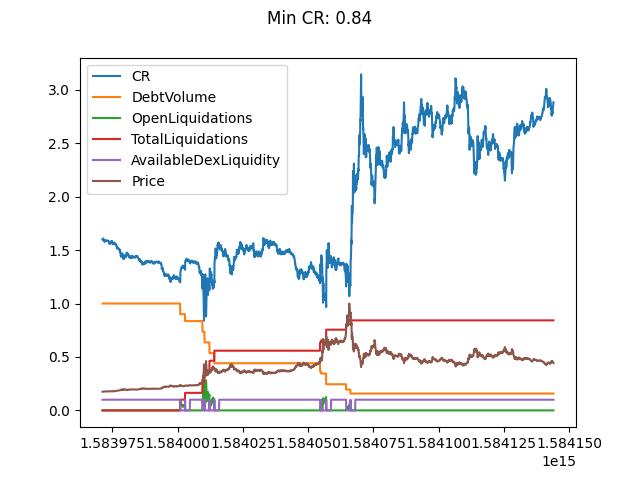 Min CR: 0.84
CR
DebtVolume
OpenLiquidations
TotalLiquidations
AvailableDexLiquidity
Price
3.0
2.5
2.0
1.5
1.0
0.5
0.0
1.583975 1.584000 1.584025 1.584050 1.584075 1.584100 1.584125 1.584150
1e15